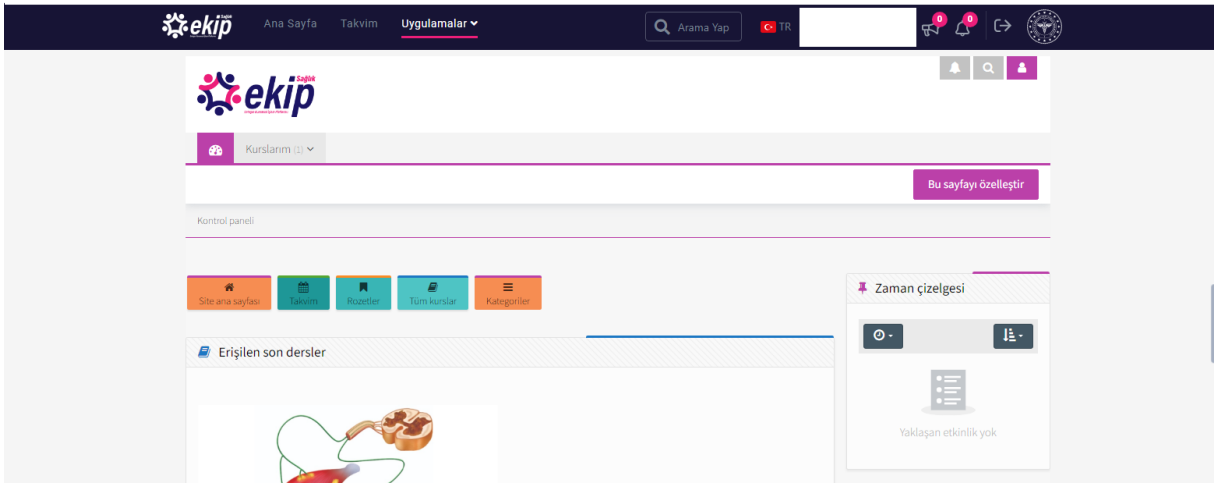 Sağlık
ekip
Ana Sayfa
Takvim
Uygulamalar
Arama Yap
TR
0
0
Sağlık
ekip
Kurslarım (1)
Bu sayfayı özelleştir
Kontrol paneli
Site ana sayfası
Takvim
Rozetler
Tüm kurslar
Kategoriler
Zaman çizelgesi
Erişilen son dersler
Yaklaşan etkinlik yok